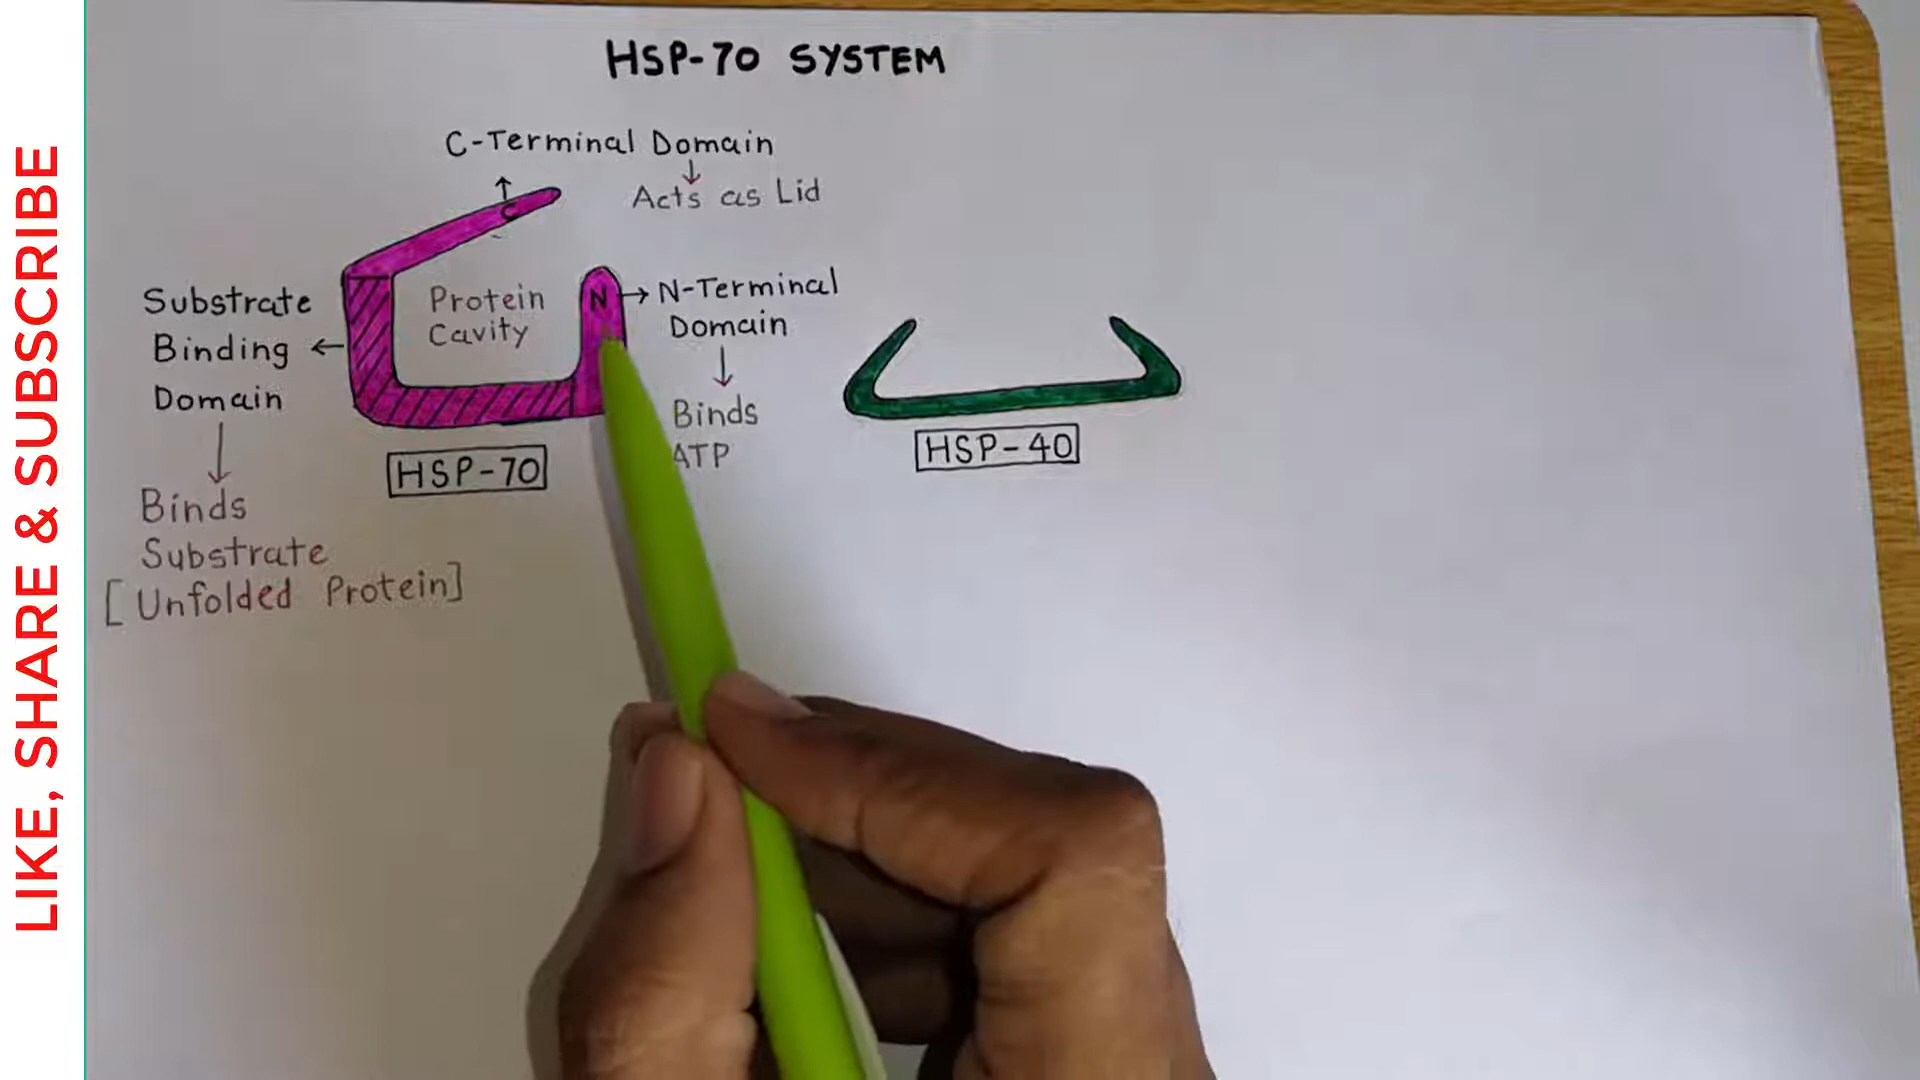 LIKE, SHARE & SUBSCRIBE
HSP-70 SYSTEM
C-Terminal Domain
Acts as Lid
C
Substrate
Binding
Domain
Protein
Cavity
N
N-Terminal
Domain
Binds
ATP
HSP-70
HSP-40
Binds
Substrate
[Unfolded Protein]